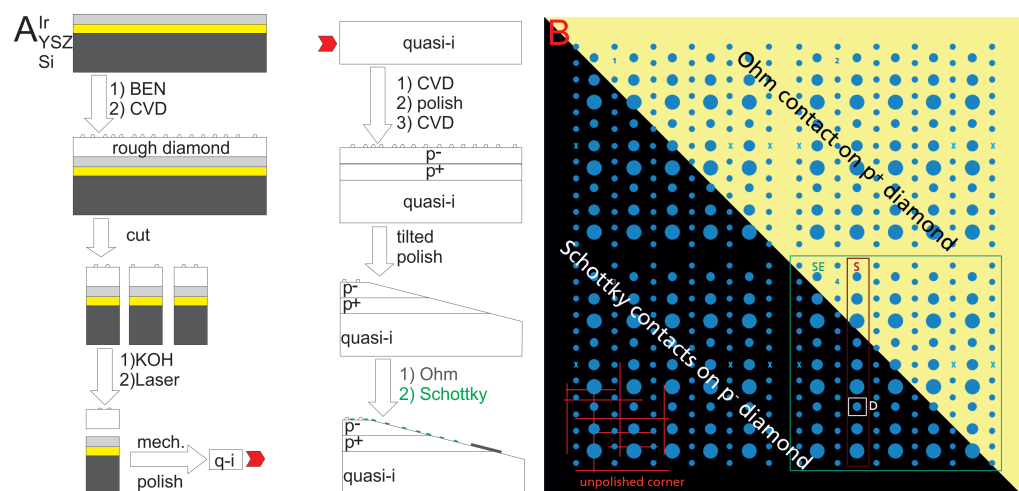 A
Ir
YSZ
Si
1) BEN
2) CVD
rough diamond
cut
1)KOH
2)Laser
mech.
polish
q-i
quasi-i
1) CVD
2) polish
3) CVD
p-
p+
quasi-i
tilted
polish
p-
p+
quasi-i
1) Ohm
2) Schottky
p-
p+
quasi-i
B
1
2
Ohm contact on p+ diamond
x
x
x
x
x
Schottky contacts on p- diamond
SE
S
4
x
x
x
x
x
D
unpolished corner